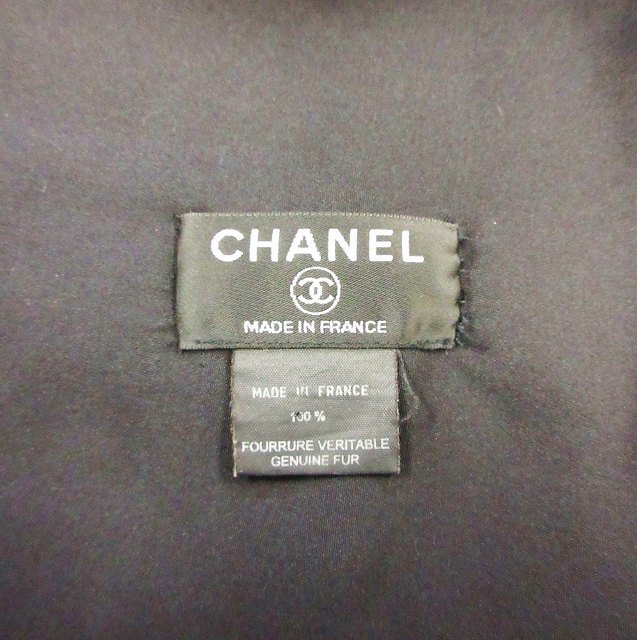 CHANEL
MADE IN FRANCE
MADE IN FRANCE
100 %
FOURRURE VERITABLE
GENUINE FUR